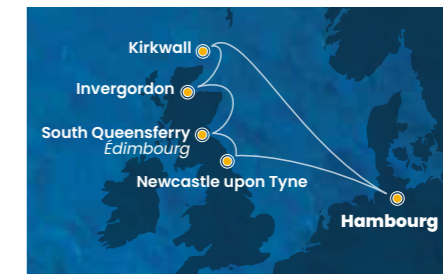 Kirkwall
Invergordon
South Queensferry
Édimbourg
Newcastle upon Tyne
Hambourg